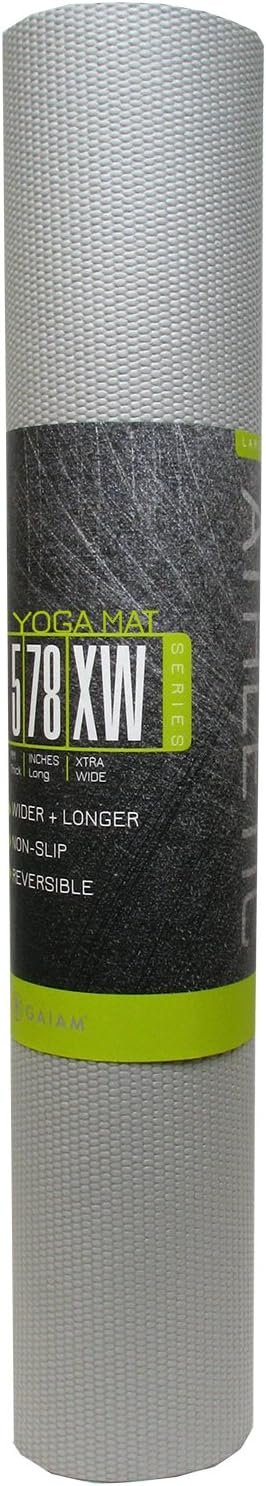 YOGA MAT
5 78 XW
SERIES
INCHES XTRA
Long WIDE
WIDER + LONGER
NON-SLIP
REVERSIBLE
GAIAM
ATHLETIC